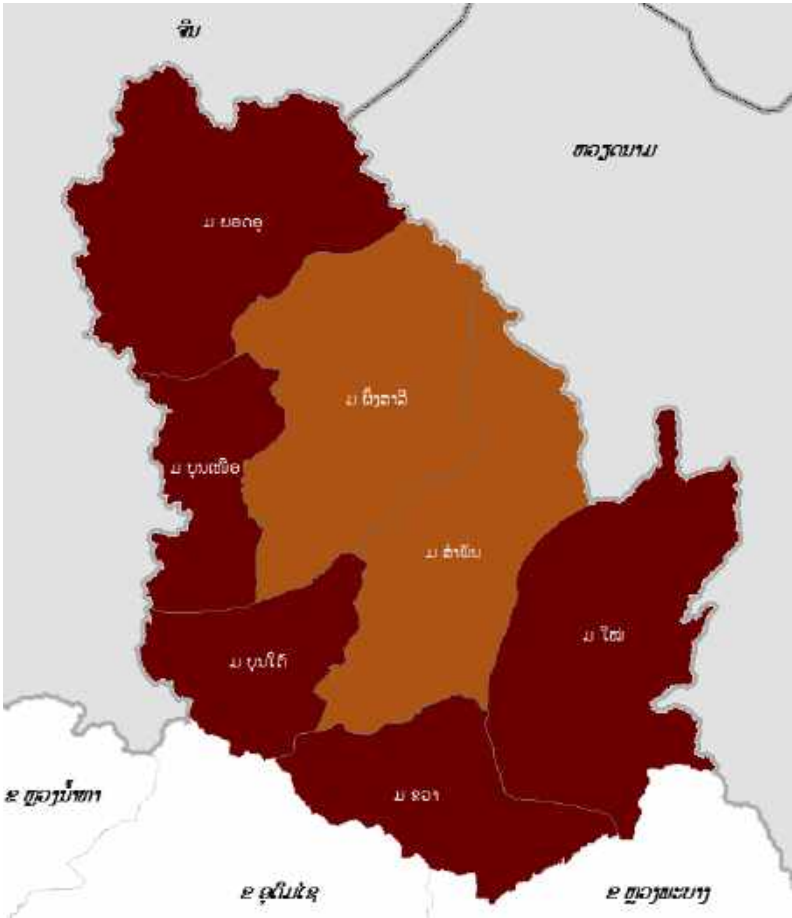 ຈີນ
ຫວຽດນາມ
ມ ຍອດອູ
ມ ຜົ້ງສາລີ
ມ ບຸນເໜືອ
ມ ສຳພັນ
ມ ໃໝ່
ມ ບຸນໃຕ້
ມ ຂວາ
ຂ ຫຼວງນ້ຳທາ
ຂ ອຸດົມໄຊ
ຂ ຫຼວງພະບາງ